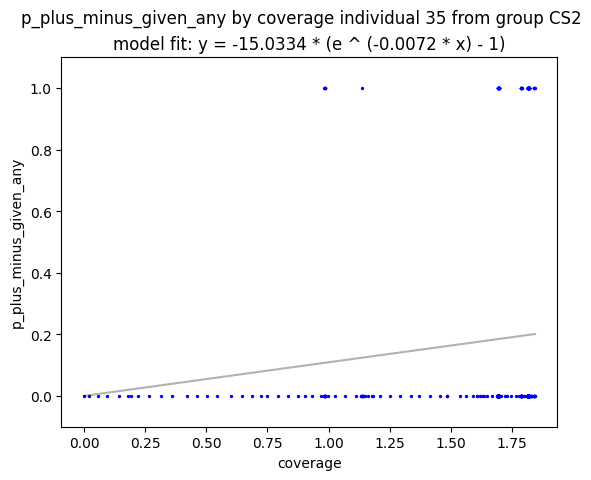 p_plus_minus_given_any by coverage individual 35 from group CS2
model fit: y = -15.0334 * (e ^ (-0.0072 * x) - 1)
1.0
0.8
0.6
0.4
0.2
0.0
p_plus_minus_given_any
0.00 0.25 0.50 0.75 1.00 1.25 1.50 1.75
coverage